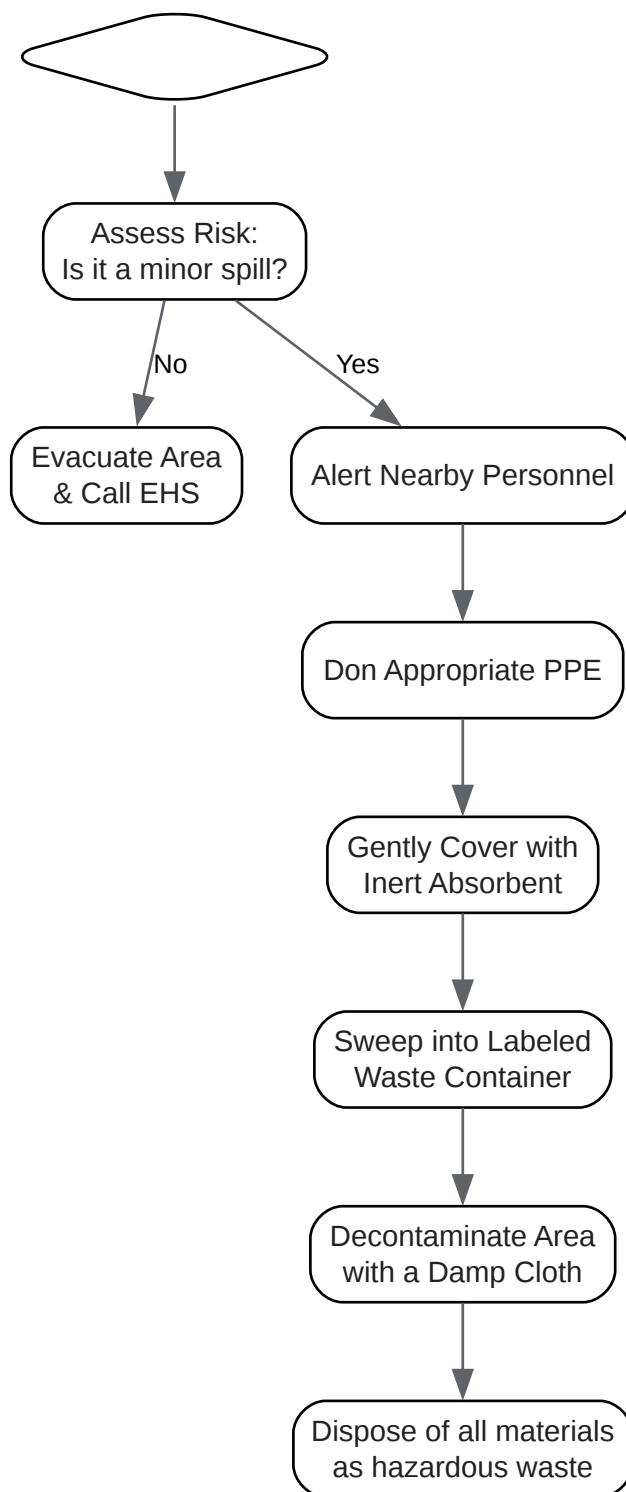 Assess Risk:
Is it a minor spill?
No
Yes
Evacuate Area
& Call EHS
Alert Nearby Personnel
Don Appropriate PPE
Gently Cover with
Inert Absorbent
Sweep into Labeled
Waste Container
Decontaminate Area
with a Damp Cloth
Dispose of all materials
as hazardous waste